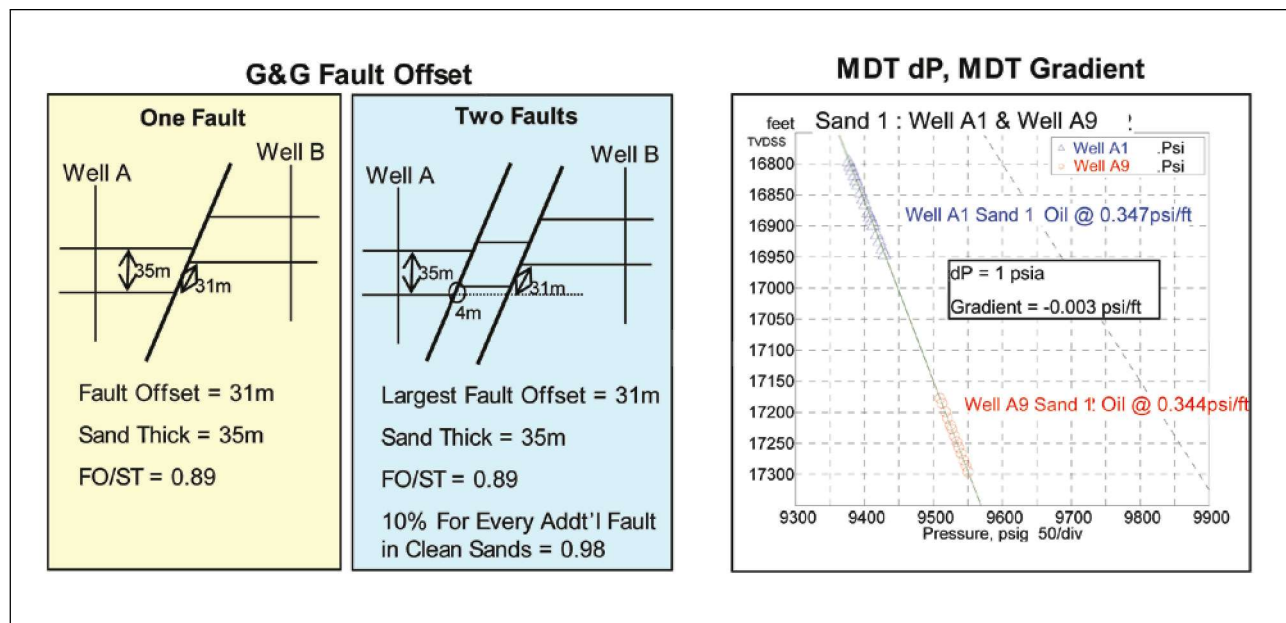 G&G Fault Offset
One Fault
Well A
Well B
35m
31m
Fault Offset = 31m
Sand Thick = 35m
FO/ST = 0.89
Two Faults
Well A
Well B
35m
31m
4m
Largest Fault Offset = 31m
Sand Thick = 35m
FO/ST = 0.89
10% For Every Addt'l Fault
in Clean Sands = 0.98
MDT dP, MDT Gradient
feet
TVDSS
Sand 1 : Well A1 & Well A9
Well A1 .Psi
Well A9 .Psi
16800
16850
16900
16950
17000
17050
17100
17150
17200
17250
17300
Well A1 Sand 1 Oil @ 0.347psi/ft
dP = 1 psia
Gradient = -0.003 psi/ft
Well A9 Sand 1 Oil @ 0.344psi/ft
9300 9400 9500 9600 9700 9800 9900
Pressure, psig 50/div